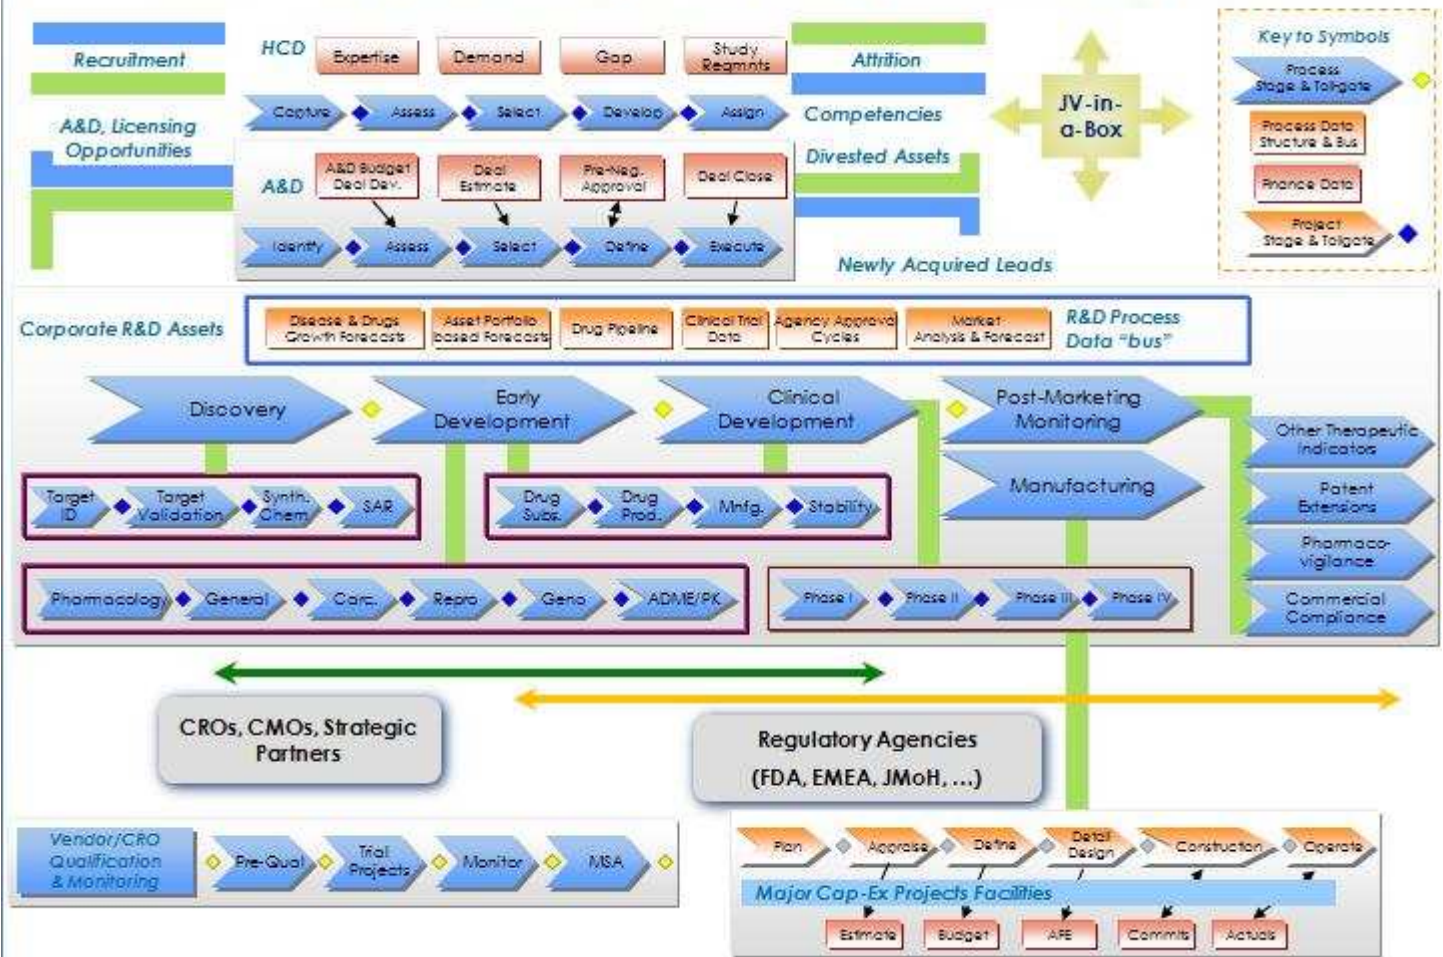 Recruitment
HCD
Expertise
Demand
Gap
Study
Reqmnts
Attrition
Capture
Assess
Select
Develop
Assign
Competencies
A&D, Licensing
Opportunities
A&D
A&D Budget
Deal Dev.
Deal
Estimate
Pre-Neg.
Approval
Deal Close
Divested Assets
Identify
Assess
Select
Define
Execute
Newly Acquired Leads
JV-in-
a-Box
Key to Symbols
Process
Stage & Tollgate
Process Data
Structure & Bus
Finance Data
Project
Stage & Tollgate
Corporate R&D Assets
Disease & Drugs
Growth Forecasts
Asset Portfolio
based Forecasts
Drug Pipeline
Clinical Trial
Data
Agency Approval
Cycles
Market
Analysis & Forecast
R&D Process
Data "bus"
Discovery
Early
Development
Clinical
Development
Post-Marketing
Monitoring
Manufacturing
Other Therapeutic
Indicators
Patent
Extensions
Pharmaco-
vigilance
Commercial
Compliance
Target
ID
Target
Validation
Synth.
Chem
SAR
Drug
Subs.
Drug
Prod.
Mnfg.
Stability
Pharmacology
General
Carc.
Repro
Geno
ADME/PK
Phase I
Phase II
Phase III
Phase IV
CROs, CMOs, Strategic
Partners
Regulatory Agencies
(FDA, EMEA, JMoH, ...)
Vendor/CRO
Qualification
& Monitoring
Pre-Qual
Trial
Projects
Monitor
MSA
Plan
Appraise
Define
Detail
Design
Construction
Operate
Major Cap-Ex Projects Facilities
Estimate
Budget
AFE
Commits
Actuals